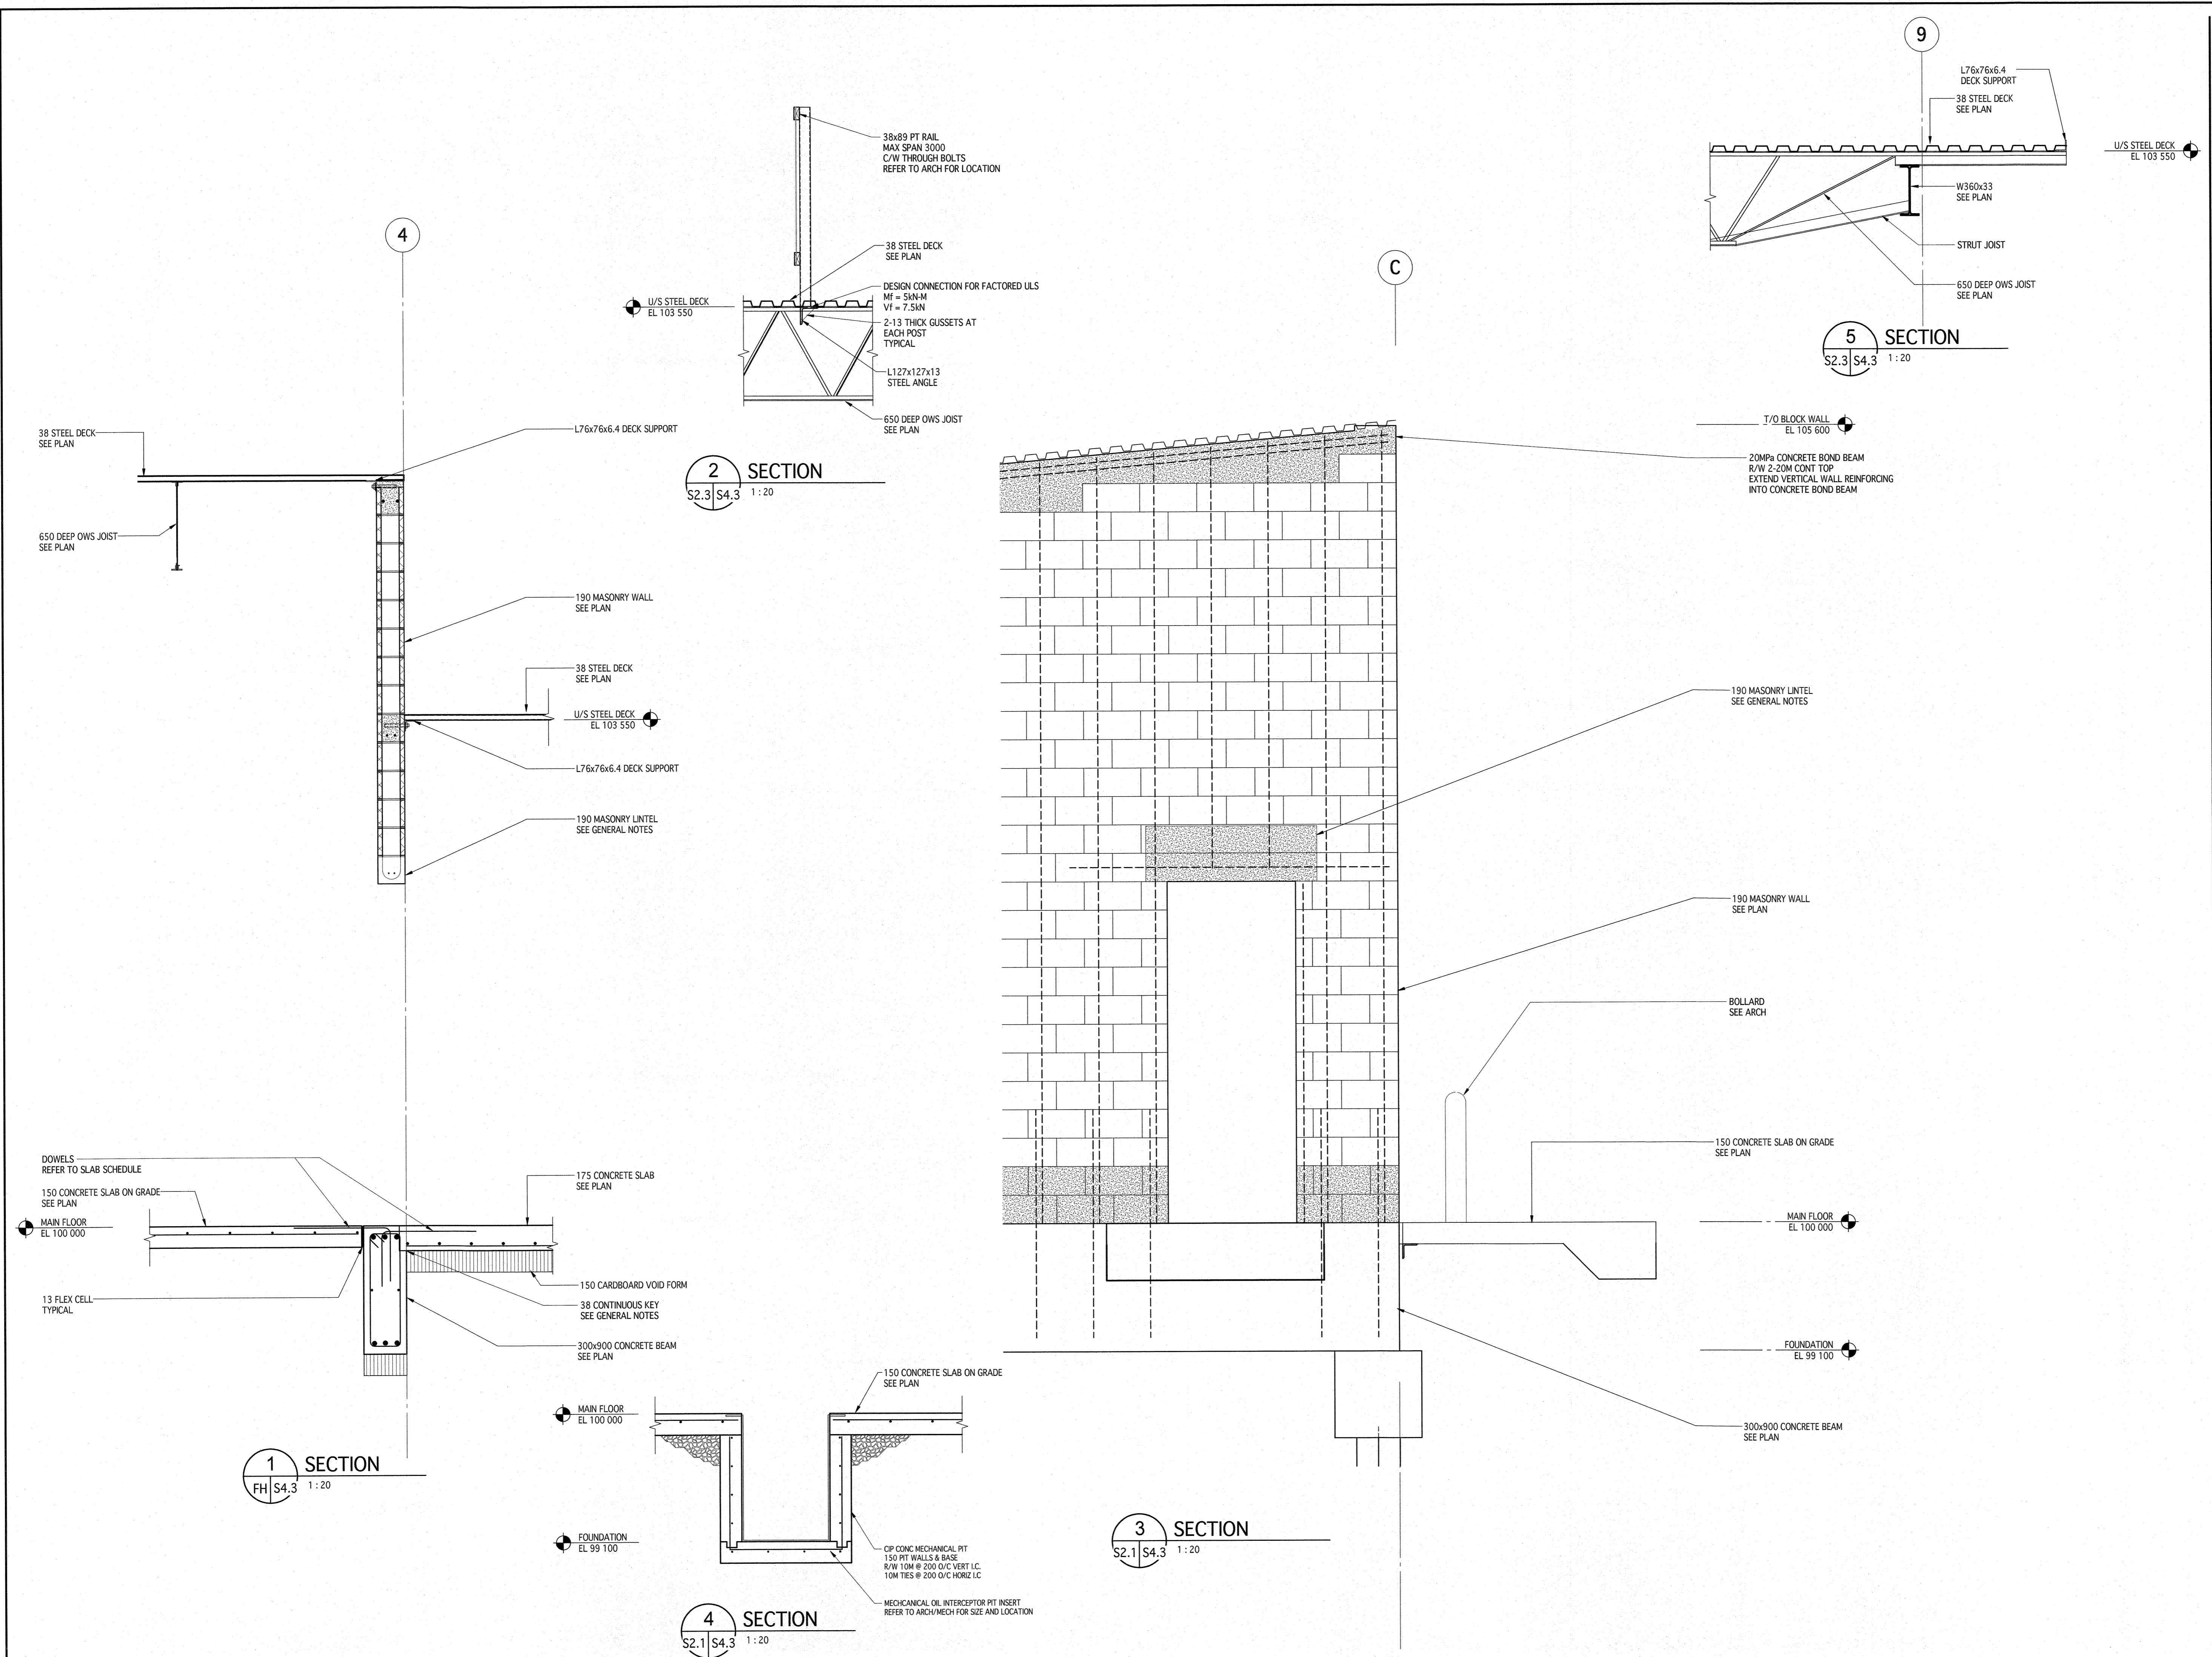 4
38 STEEL DECK
SEE PLAN
650 DEEP OWS JOIST
SEE PLAN
L76x76x6.4 DECK SUPPORT
190 MASONRY WALL
SEE PLAN
38 STEEL DECK
SEE PLAN
U/S STEEL DECK
EL 103 550
L76x76x6.4 DECK SUPPORT
190 MASONRY LINTEL
SEE GENERAL NOTES
DOWELS
REFER TO SLAB SCHEDULE
150 CONCRETE SLAB ON GRADE
SEE PLAN
MAIN FLOOR
EL 100 000
13 FLEX CELL
TYPICAL
175 CONCRETE SLAB
SEE PLAN
150 CARDBOARD VOID FORM
38 CONTINUOUS KEY
SEE GENERAL NOTES
300x900 CONCRETE BEAM
SEE PLAN
1 SECTION
FH S4.3 1 : 20
38x89 PT RAIL
MAX SPAN 3000
C/W THROUGH BOLTS
REFER TO ARCH FOR LOCATION
38 STEEL DECK
SEE PLAN
U/S STEEL DECK
EL 103 550
DESIGN CONNECTION FOR FACTORED ULS
Mf = 5kN-M
Vf = 7.5kN
2-13 THICK GUSSETS AT
EACH POST
TYPICAL
L127x127x13
STEEL ANGLE
650 DEEP OWS JOIST
SEE PLAN
2 SECTION
S2.3 S4.3 1 : 20
C
T/O BLOCK WALL
EL 105 600
20MPa CONCRETE BOND BEAM
R/W 2-20M CONT TOP
EXTEND VERTICAL WALL REINFORCING
INTO CONCRETE BOND BEAM
190 MASONRY LINTEL
SEE GENERAL NOTES
190 MASONRY WALL
SEE PLAN
BOLLARD
SEE ARCH
150 CONCRETE SLAB ON GRADE
SEE PLAN
MAIN FLOOR
EL 100 000
FOUNDATION
EL 99 100
300x900 CONCRETE BEAM
SEE PLAN
3 SECTION
S2.1 S4.3 1 : 20
150 CONCRETE SLAB ON GRADE
SEE PLAN
MAIN FLOOR
EL 100 000
FOUNDATION
EL 99 100
CIP CONC MECHANICAL PIT
150 PIT WALLS & BASE
R/W 10M @ 200 O/C VERT I.C.
10M TIES @ 200 O/C HORIZ I.C
MECHCANICAL OIL INTERCEPTOR PIT INSERT
REFER TO ARCH/MECH FOR SIZE AND LOCATION
4 SECTION
S2.1 S4.3 1 : 20
9
L76x76x6.4
DECK SUPPORT
38 STEEL DECK
SEE PLAN
U/S STEEL DECK
EL 103 550
W360x33
SEE PLAN
STRUT JOIST
650 DEEP OWS JOIST
SEE PLAN
5 SECTION
S2.3 S4.3 1 : 20